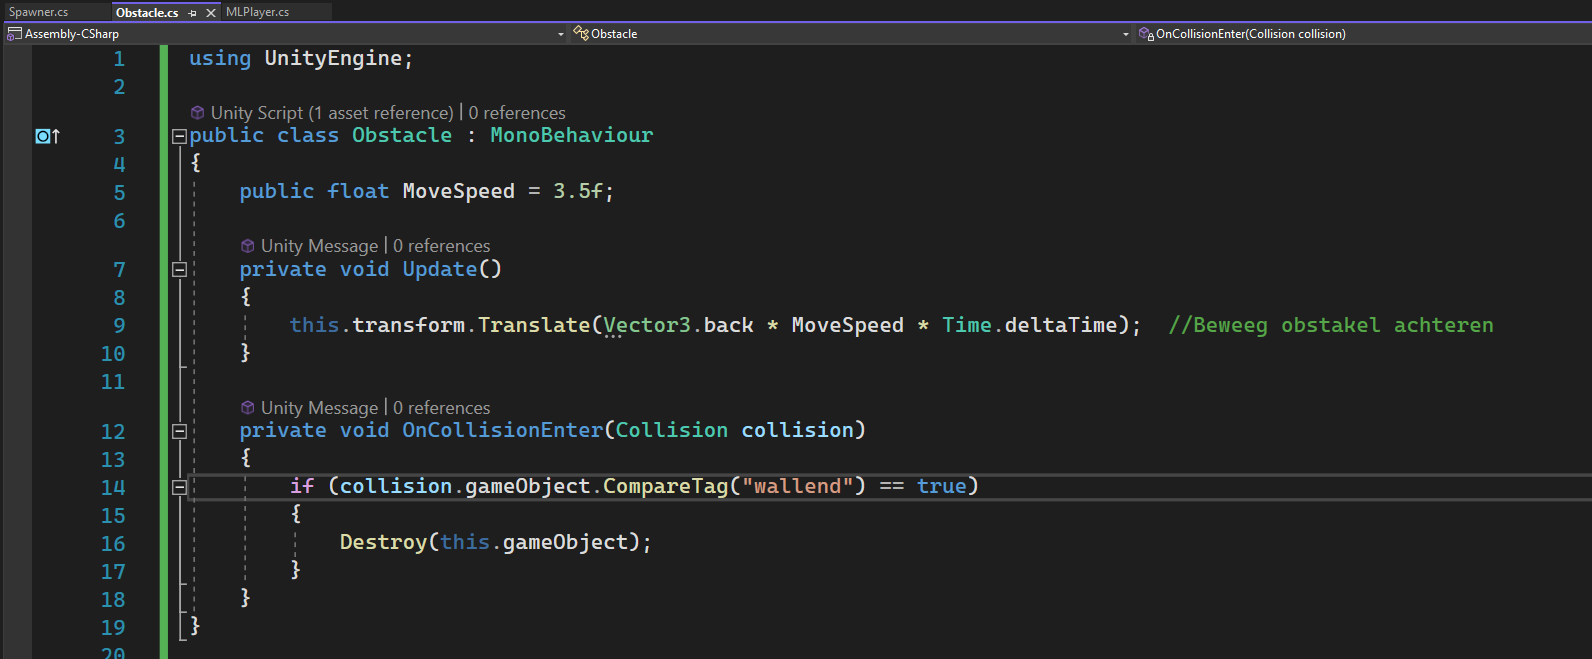 Spawner.cs Obstacle.cs MLPlayer.cs
Assembly-CSharp Obstacle OnCollisionEnter(Collision collision)
1 using UnityEngine;
2
Unity Script (1 asset reference) | 0 references
3 public class Obstacle : MonoBehaviour
4 {
5 public float MoveSpeed = 3.5f;
6
Unity Message | 0 references
7 private void Update()
8 {
9 this.transform.Translate(Vector3.back * MoveSpeed * Time.deltaTime); //Beweeg obstakel achteren
10 }
11
Unity Message | 0 references
12 private void OnCollisionEnter(Collision collision)
13 {
14 if (collision.gameObject.CompareTag("wallend") == true)
15 {
16 Destroy(this.gameObject);
17 }
18 }
19 }
20